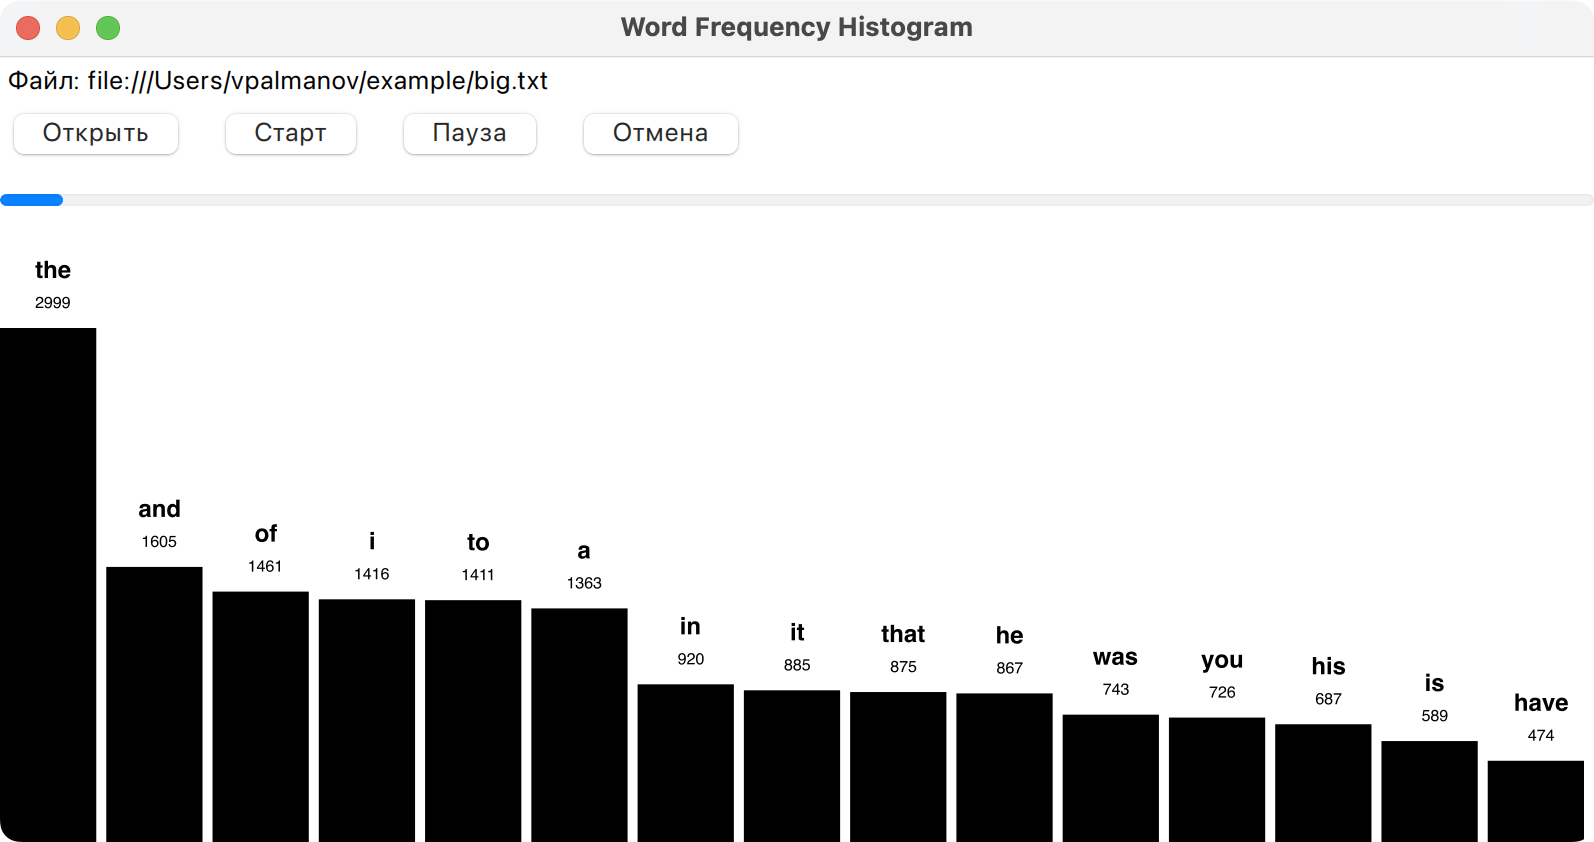 Word Frequency Histogram
Файл: file:///Users/vpalmanov/example/big.txt
Открыть Старт Пауза Отмена
the
2999
and
1605
of
1461
i
1416
to
1411
a
1363
in
920
it
885
that
875
he
867
was
743
you
726
his
687
is
589
have
474